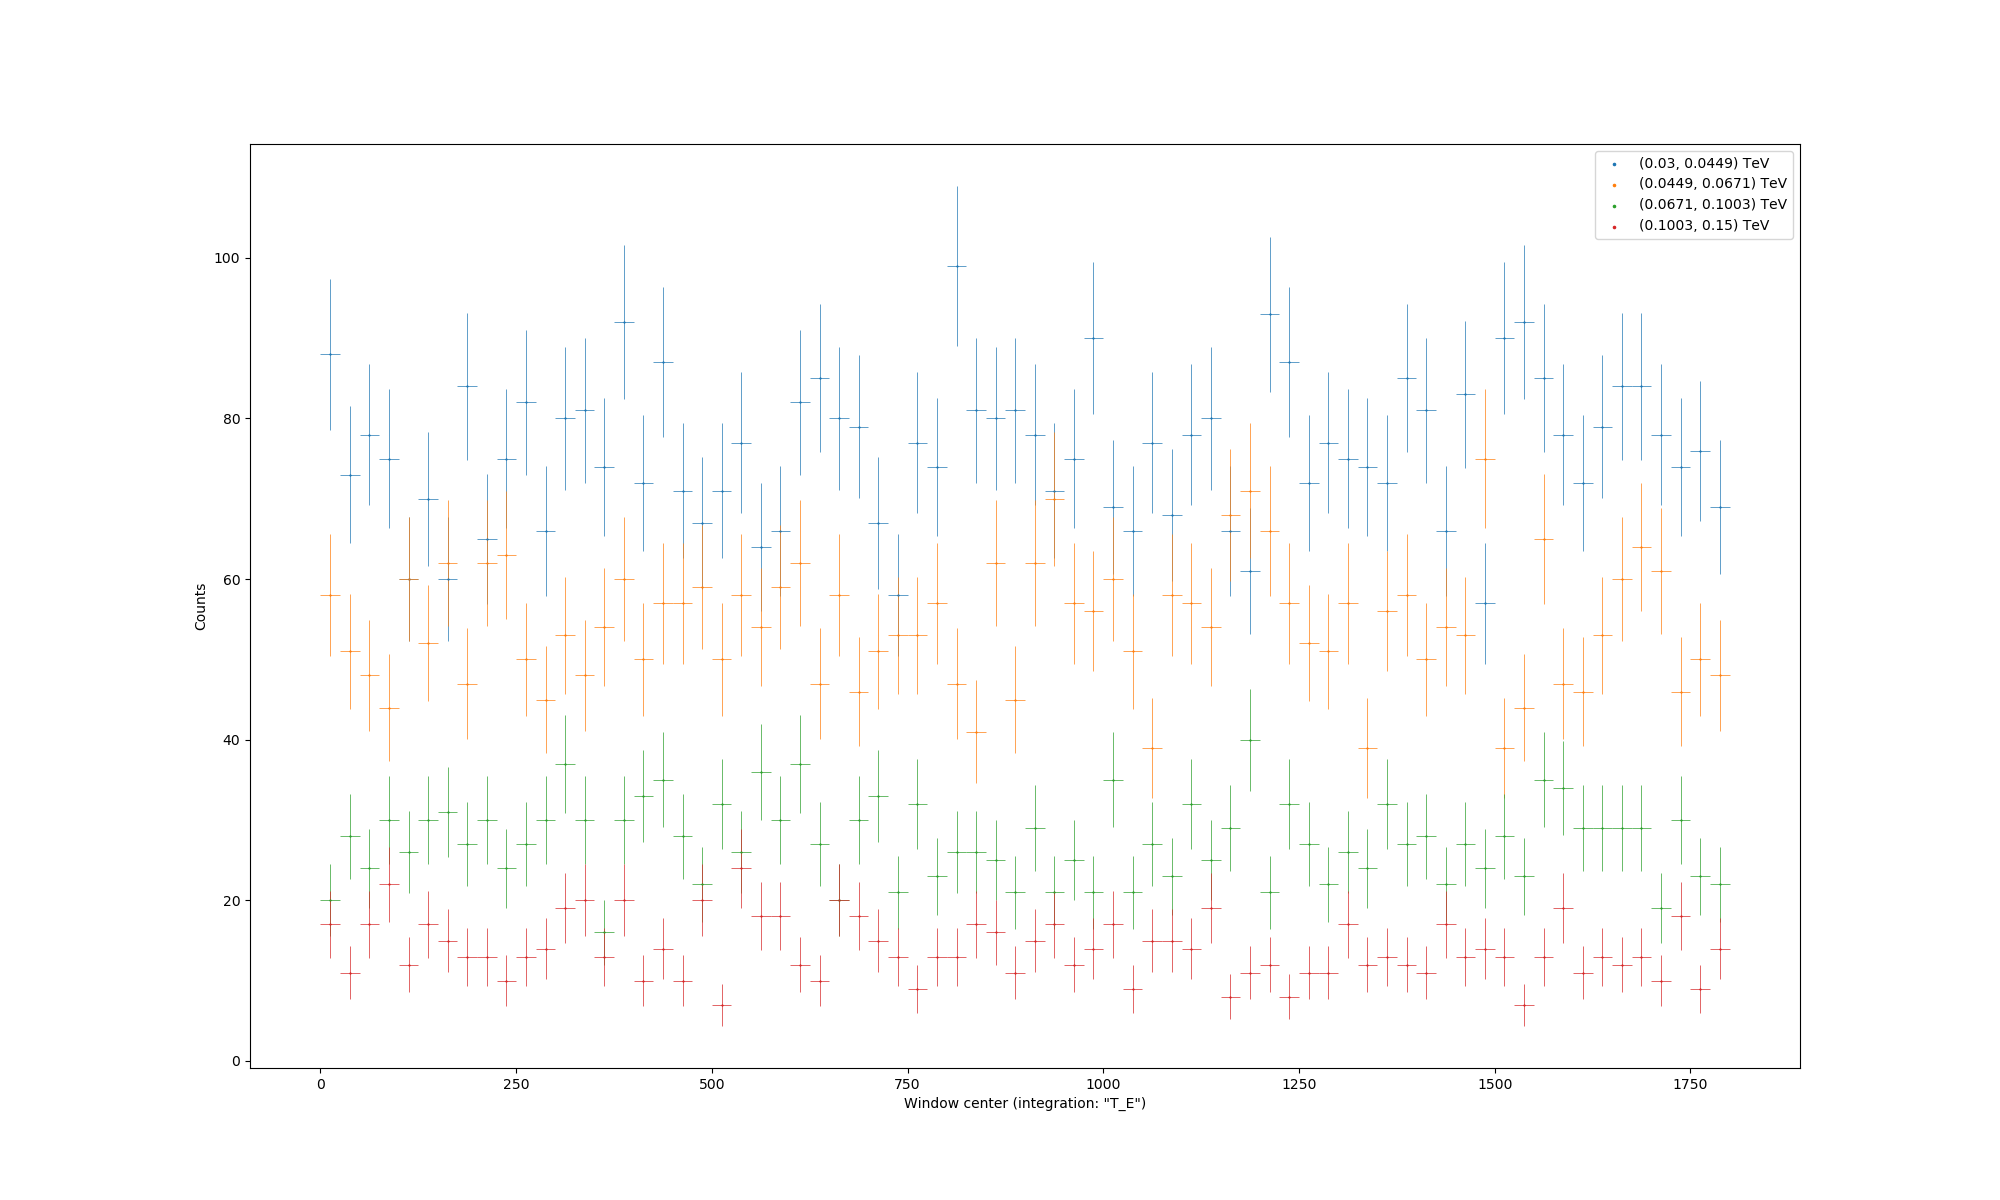 (0.03, 0.0449) TeV
(0.0449, 0.0671) TeV
(0.0671, 0.1003) TeV
(0.1003, 0.15) TeV
100
80
60
40
20
0
Counts
0 250 500 750 1000 1250 1500 1750
Window center (integration: "T_E")